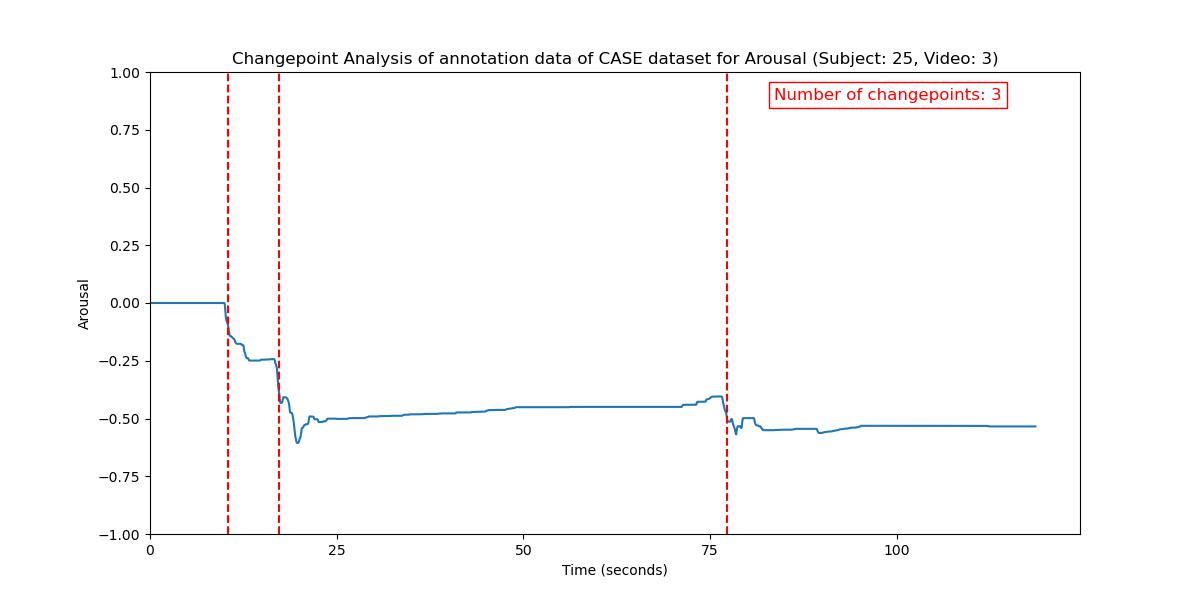 Changepoint Analysis of annotation data of CASE dataset for Arousal (Subject: 25, Video: 3)
Number of changepoints: 3
1.00
0.75
0.50
0.25
0.00
−0.25
−0.50
−0.75
−1.00
Arousal
0 25 50 75 100
Time (seconds)